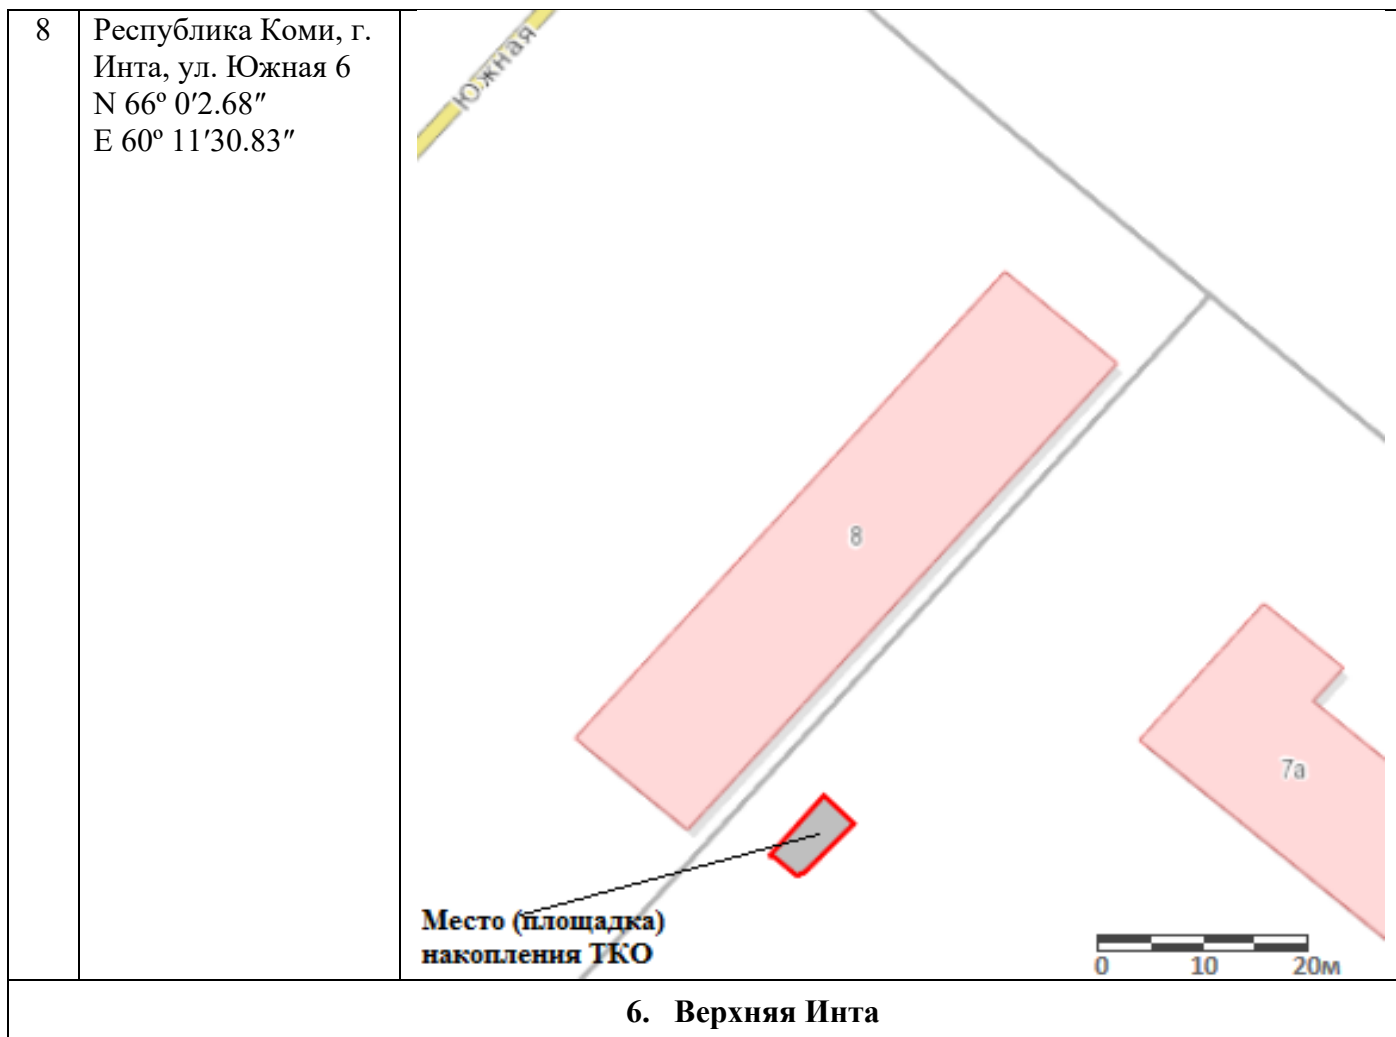 8
Республика Коми, г.
Инта, ул. Южная 6
N 66º 0′2.68″
E 60º 11′30.83″
Южная
8
7а
Место (площадка)
накопления ТКО
0 10 20м
6. Верхняя Инта